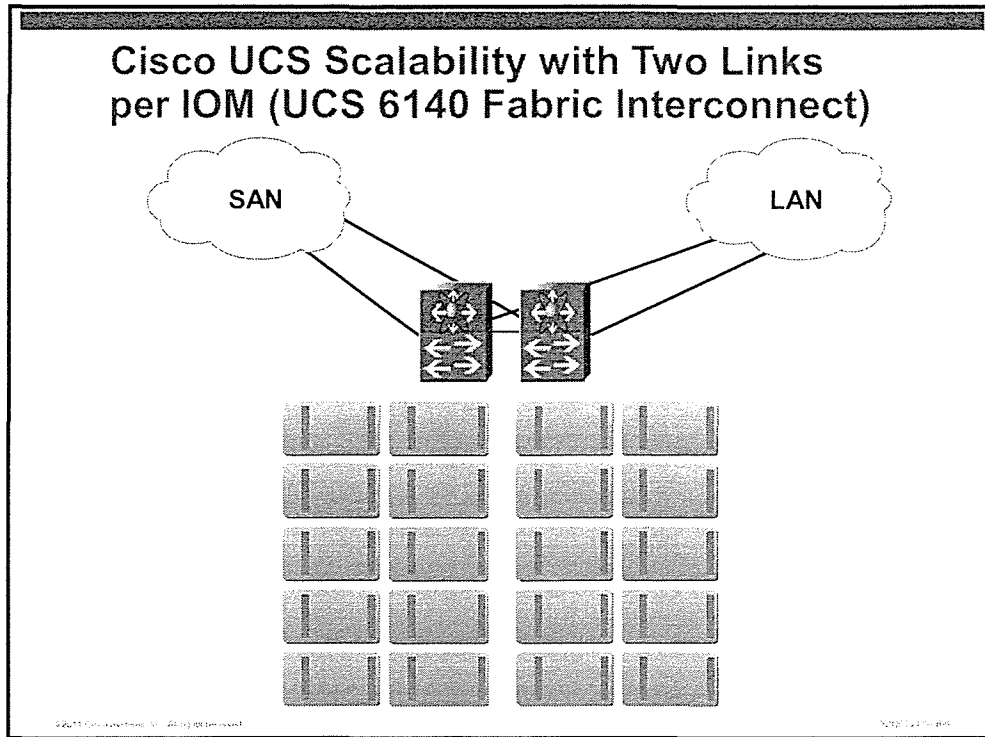 Cisco UCS Scalability with Two Links
per IOM (UCS 6140 Fabric Interconnect)
SAN
LAN